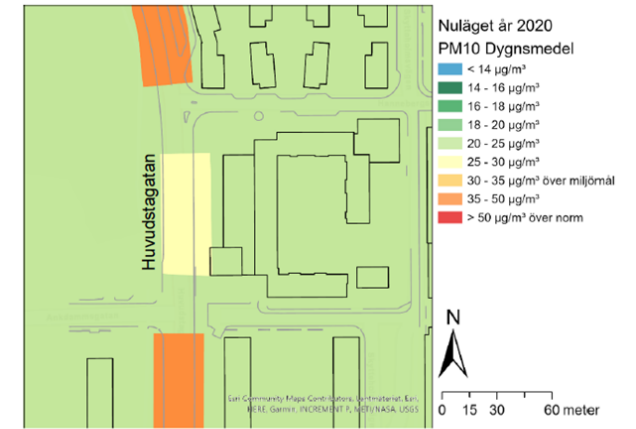 Nuläget år 2020
PM10 Dygnsmedel
< 14 µg/m³
14 - 16 µg/m³
16 - 18 µg/m³
18 - 20 µg/m³
20 - 25 µg/m³
25 - 30 µg/m³
30 - 35 µg/m³ över miljömål
35 - 50 µg/m³
> 50 µg/m³ över norm
Huvudstagatan
N
0 15 30 60 meter
Esri Community Maps Contributors, Lantmäteriet, Esri,
HERE, Garmin, INCREMENT P, METI/NASA, USGS